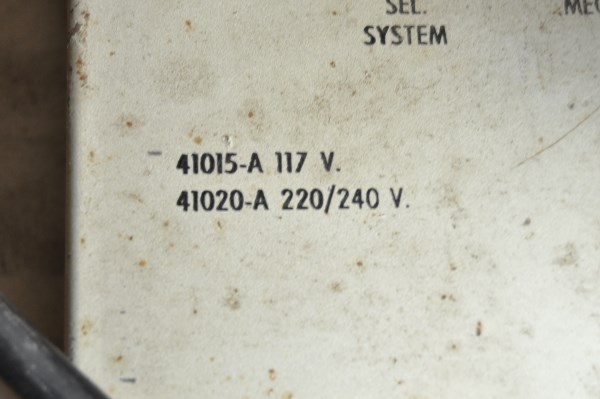 SEL.
SYSTEM
41015-A 117 V.
41020-A 220/240 V.